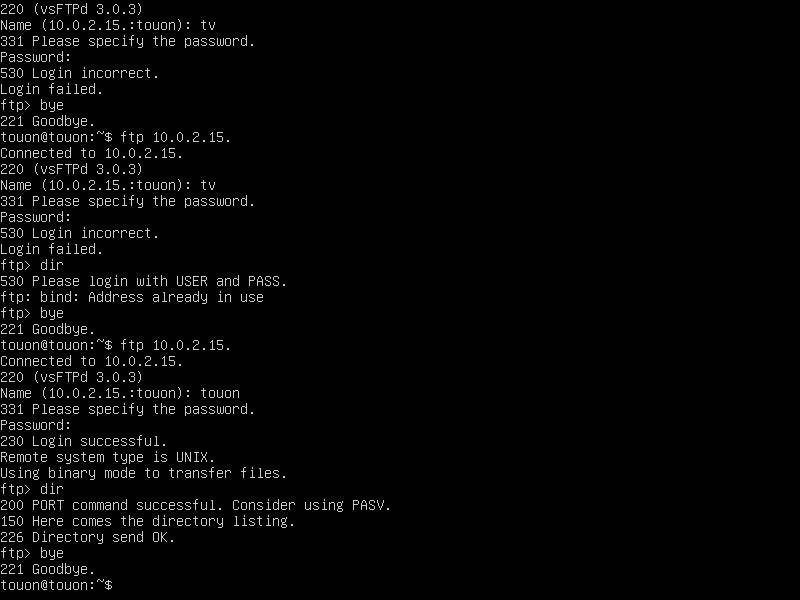 220 (vsFTPd 3.0.3)
Name (10.0.2.15.:touon): tv
331 Please specify the password.
Password:
530 Login incorrect.
Login failed.
ftp> bye
221 Goodbye.
touon@touon:~$ ftp 10.0.2.15.
Connected to 10.0.2.15.
220 (vsFTPd 3.0.3)
Name (10.0.2.15.:touon): tv
331 Please specify the password.
Password:
530 Login incorrect.
Login failed.
ftp> dir
530 Please login with USER and PASS.
ftp: bind: Address already in use
ftp> bye
221 Goodbye.
touon@touon:~$ ftp 10.0.2.15.
Connected to 10.0.2.15.
220 (vsFTPd 3.0.3)
Name (10.0.2.15.:touon): touon
331 Please specify the password.
Password:
230 Login successful.
Remote system type is UNIX.
Using binary mode to transfer files.
ftp> dir
200 PORT command successful. Consider using PASV.
150 Here comes the directory listing.
226 Directory send OK.
ftp> bye
221 Goodbye.
touon@touon:~$